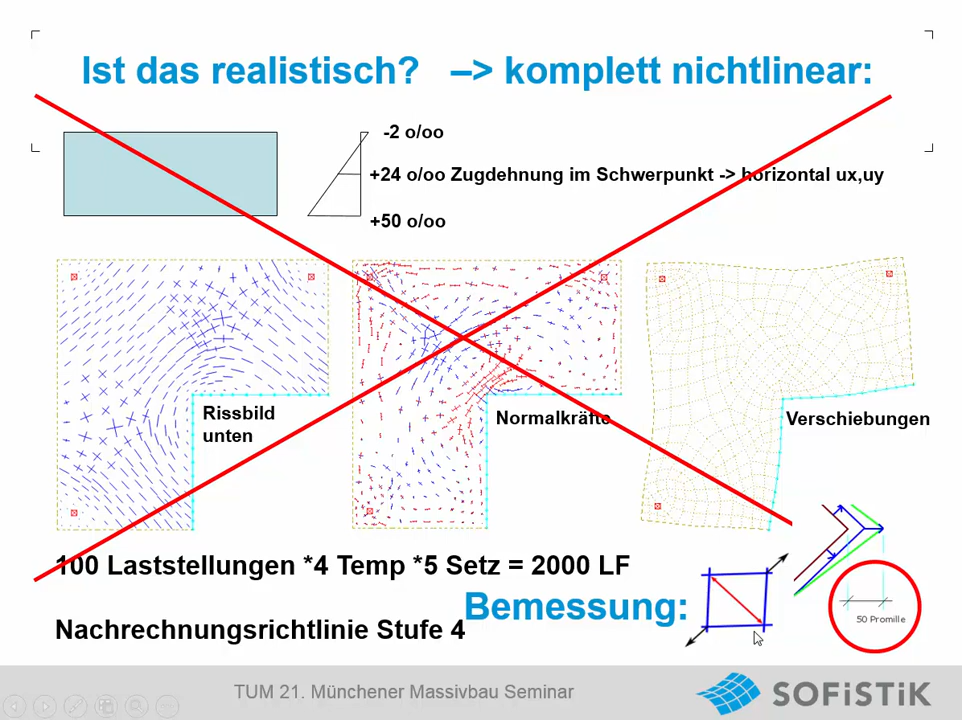 Ist das realistisch? –> komplett nichtlinear:
-2 o/oo
+24 o/oo Zugdehnung im Schwerpunkt -> horizontal ux,uy
+50 o/oo
Rissbild
unten
Normalkräfte
Verschiebungen
100 Laststellungen *4 Temp *5 Setz = 2000 LF
Bemessung:
50 Promille
Nachrechnungsrichtlinie Stufe 4
TUM 21. Münchener Massivbau Seminar
SOFiSTiK